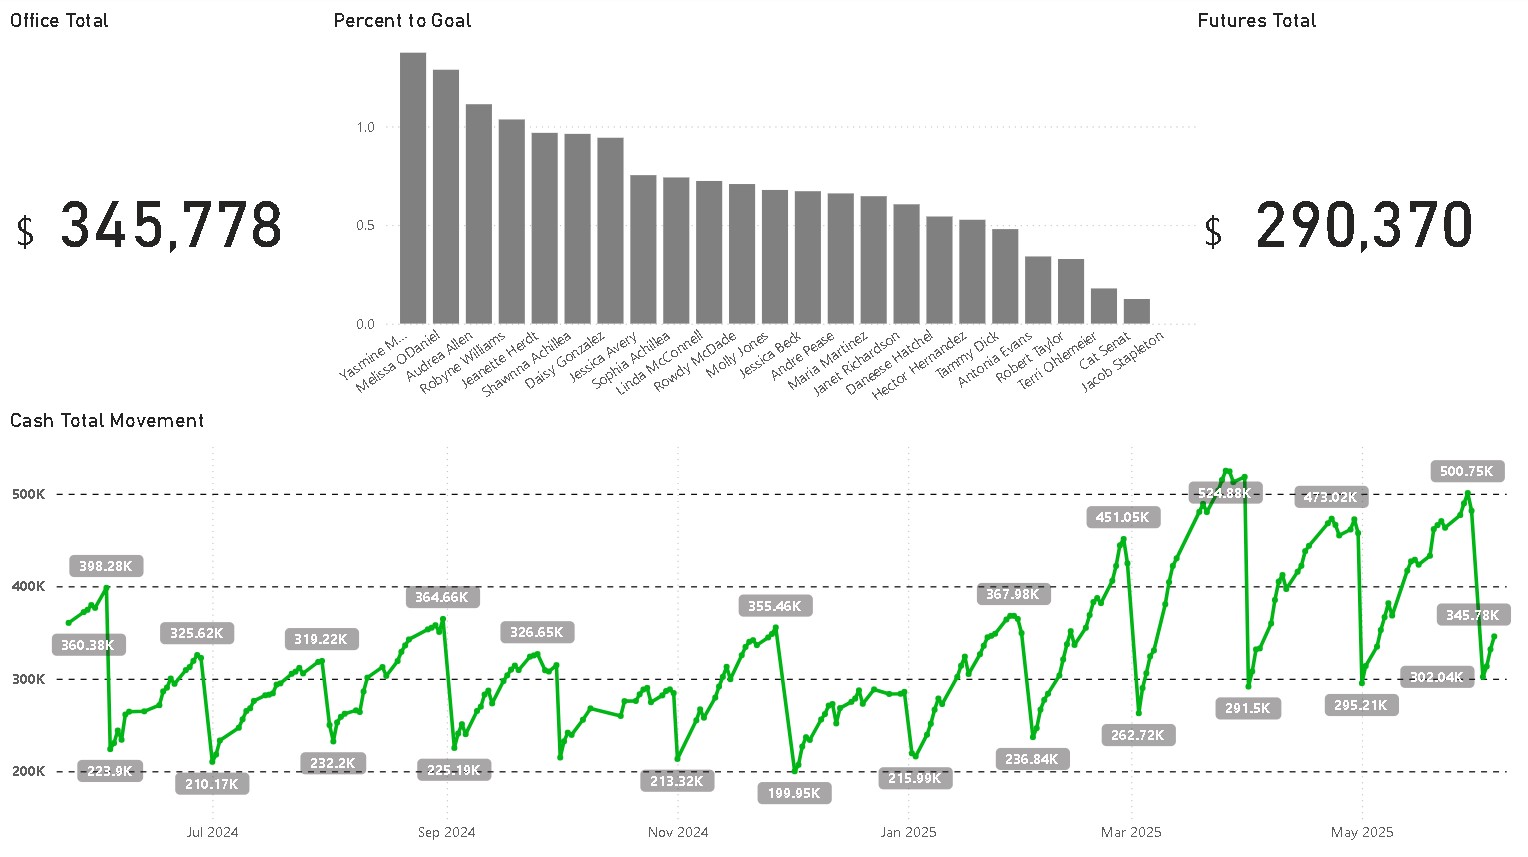 Office Total
Percent to Goal
Futures Total
$ 345,778
1.0
0.5
0.0
Yasmine M...
Melissa ODaniel
Audrea Allen
Robyne Williams
Jeanette Herdt
Shawnna Achillea
Daisy Gonzalez
Jessica Avery
Sophia Achillea
Linda McConnell
Rowdy McDade
Molly Jones
Jessica Beck
Andre Pease
Maria Martinez
Janet Richardson
Daneese Hatchel
Hector Hernandez
Tammy Dick
Antonia Evans
Robert Taylor
Terri Ohlemeier
Cat Senat
Jacob Stapleton
$ 290,370
Cash Total Movement
500K
400K
300K
200K
360.38K
398.28K
223.9K
325.62K
210.17K
319.22K
232.2K
364.66K
225.19K
326.65K
213.32K
355.46K
199.95K
215.99K
367.98K
236.84K
451.05K
262.72K
524.88K
291.5K
473.02K
295.21K
500.75K
302.04K
345.78K
Jul 2024
Sep 2024
Nov 2024
Jan 2025
Mar 2025
May 2025